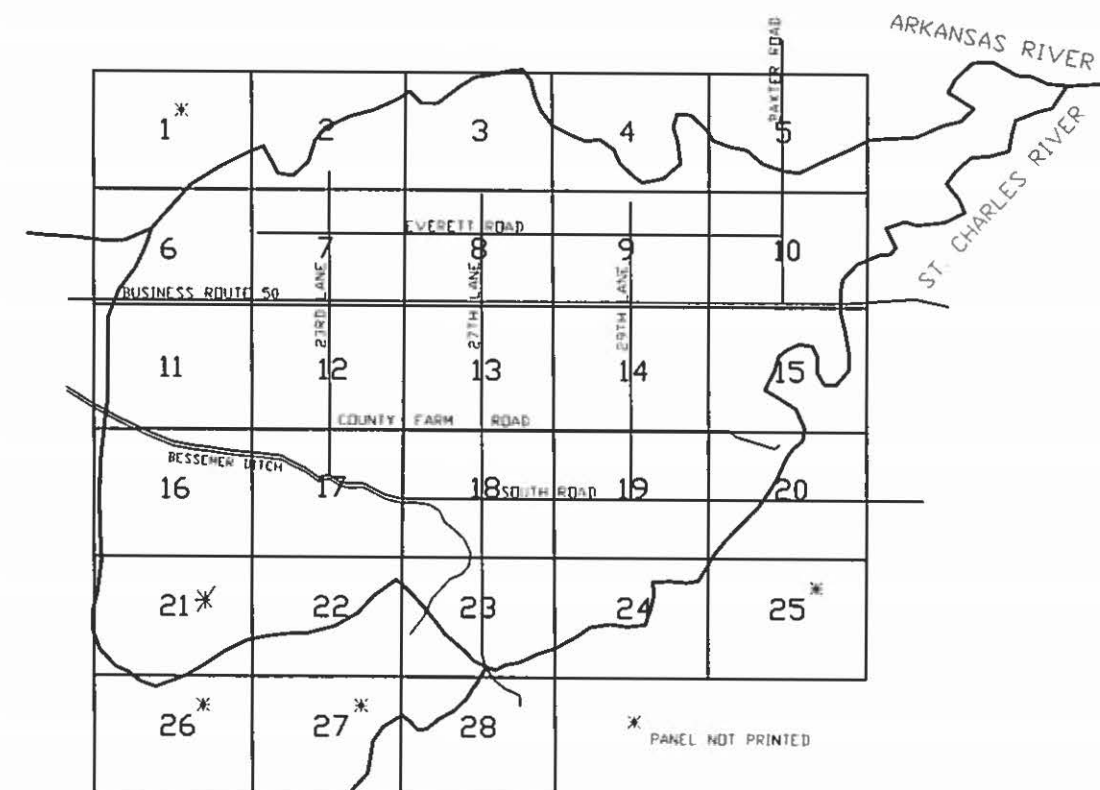 ARKANSAS RIVER
BAXTER ROAD
1* 2 3 4 5
ST. CHARLES RIVER
EVERETT ROAD
6 7 8 9 10
BUSINESS ROUTE 50
23RD LANE
27TH LANE
29TH LANE
11 12 13 14 15
COUNTY FARM ROAD
BESSEMER DITCH
16 17 18 SOUTH ROAD 19 20
21* 22 23 24 25*
26* 27* 28
* PANEL NOT PRINTED